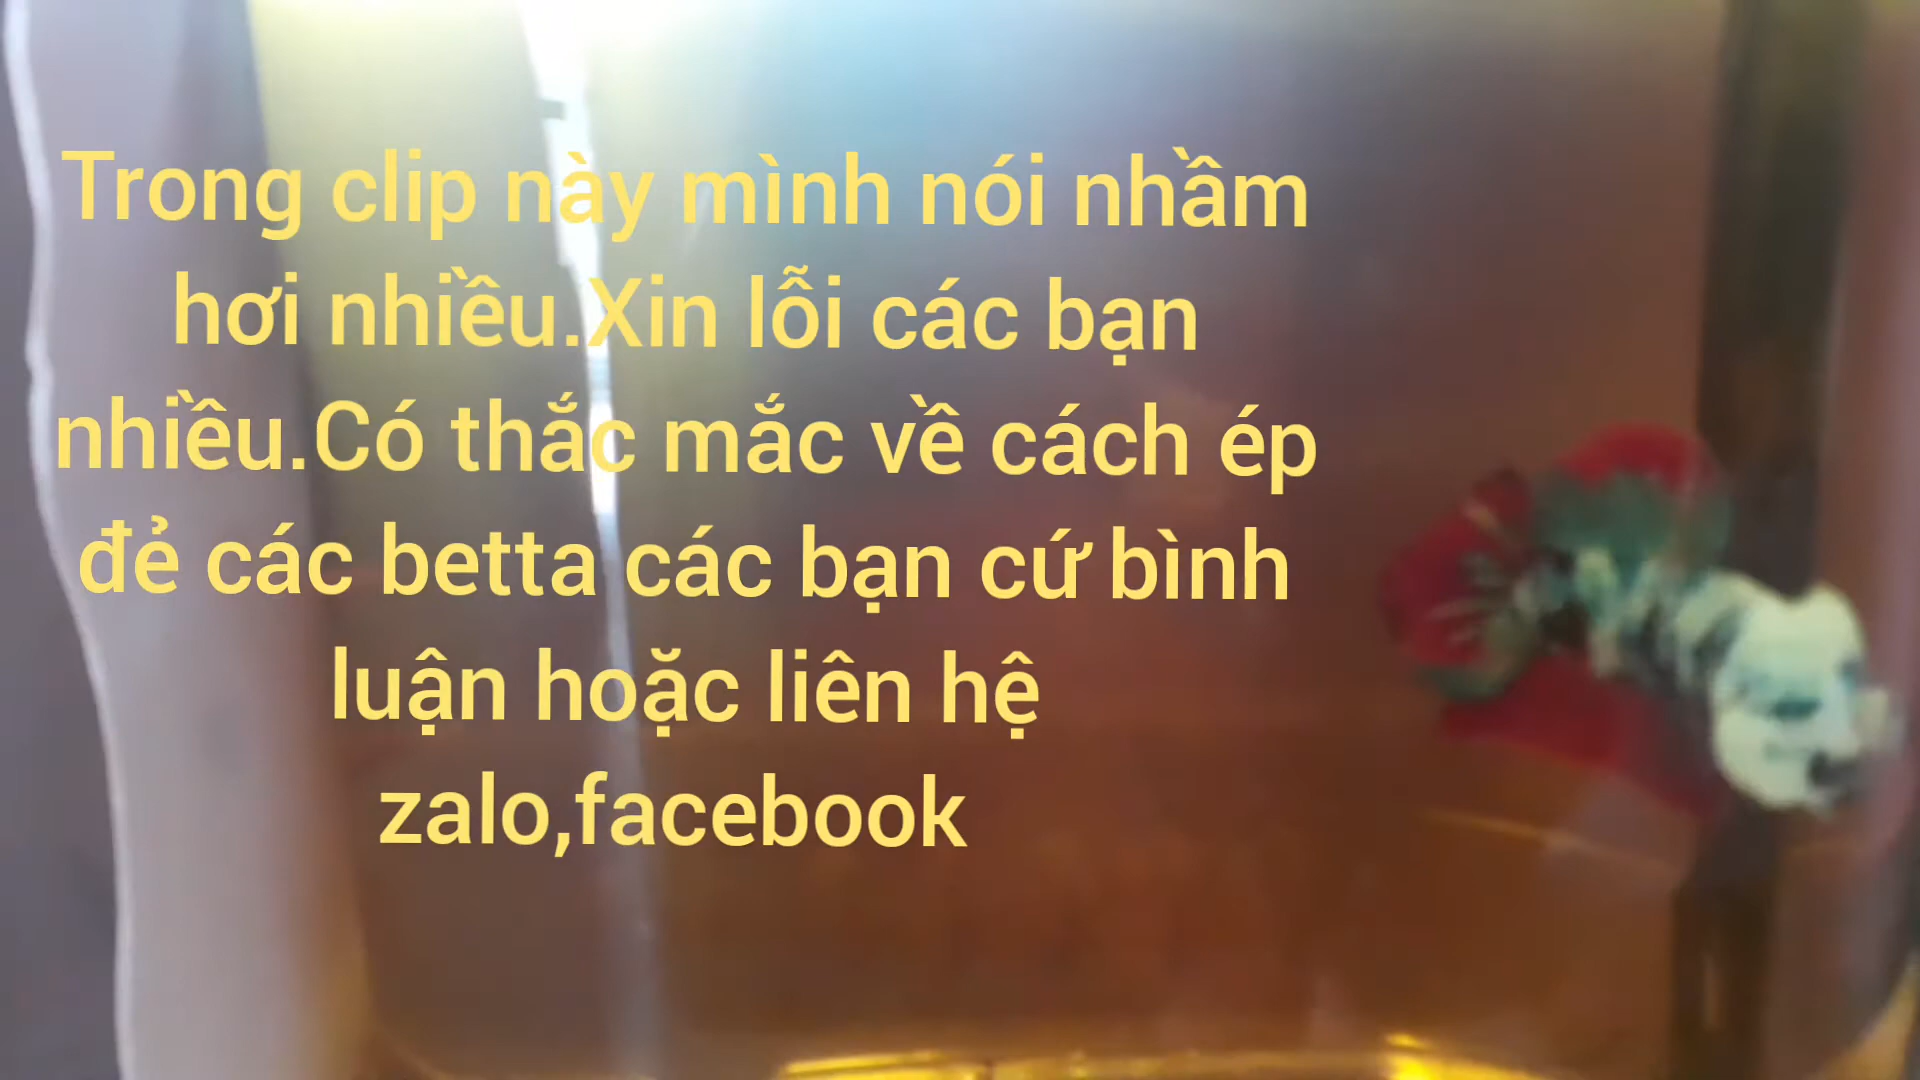 Trong clip này mình nói nhầm
hơi nhiều.Xin lỗi các bạn
nhiều.Có thắc mắc về cách ép
đẻ các betta các bạn cứ bình
luận hoặc liên hệ
zalo,facebook